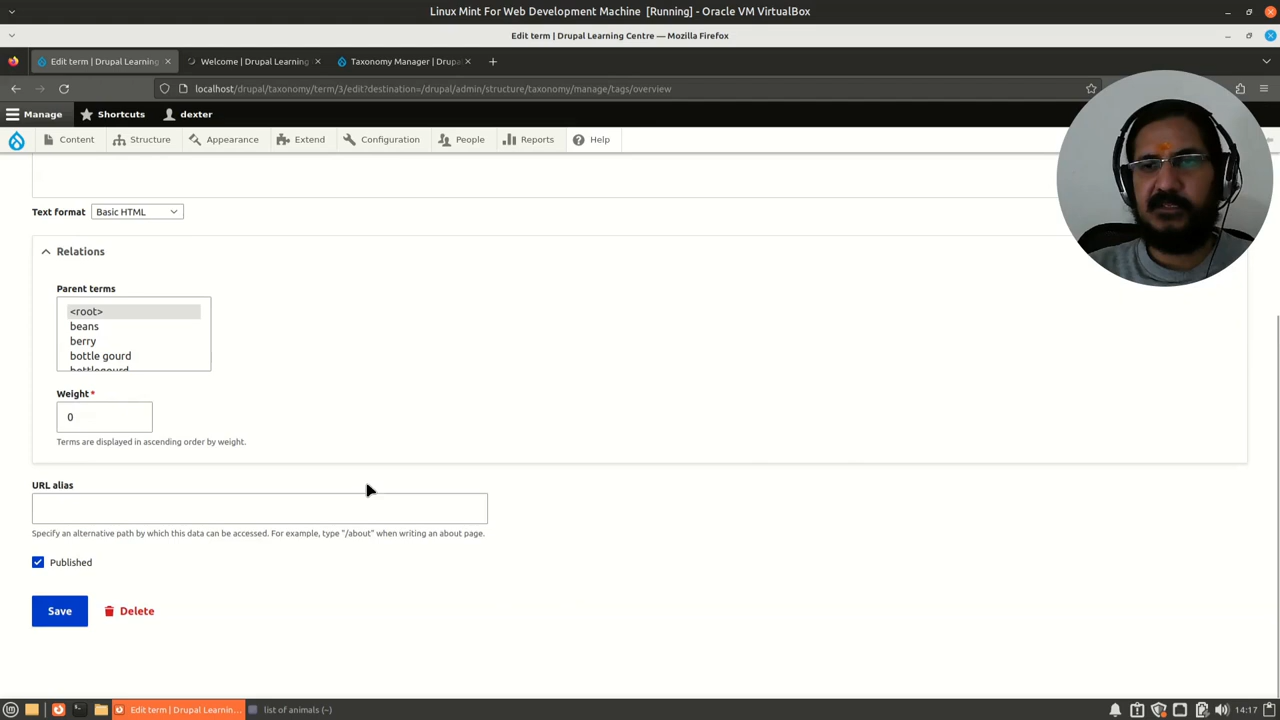 Linux Mint For Web Development Machine [Running] - Oracle VM VirtualBox
Edit term | Drupal Learning Centre — Mozilla Firefox
Edit term | Drupal Learning
Welcome | Drupal Learning
Taxonomy Manager | Drupal
localhost/drupal/taxonomy/term/3/edit?destination=/drupal/admin/structure/taxonomy/manage/tags/overview
Manage
Shortcuts
dexter
Content
Structure
Appearance
Extend
Configuration
People
Reports
Help
Text format
Basic HTML
Relations
Parent terms
<root>
beans
berry
bottle gourd
bottlegourd
Weight *
0
Terms are displayed in ascending order by weight.
URL alias
Specify an alternative path by which this data can be accessed. For example, type "/about" when writing an about page.
Published
Save
Delete
Edit term | Drupal Learnin...
list of animals (~)
14:17